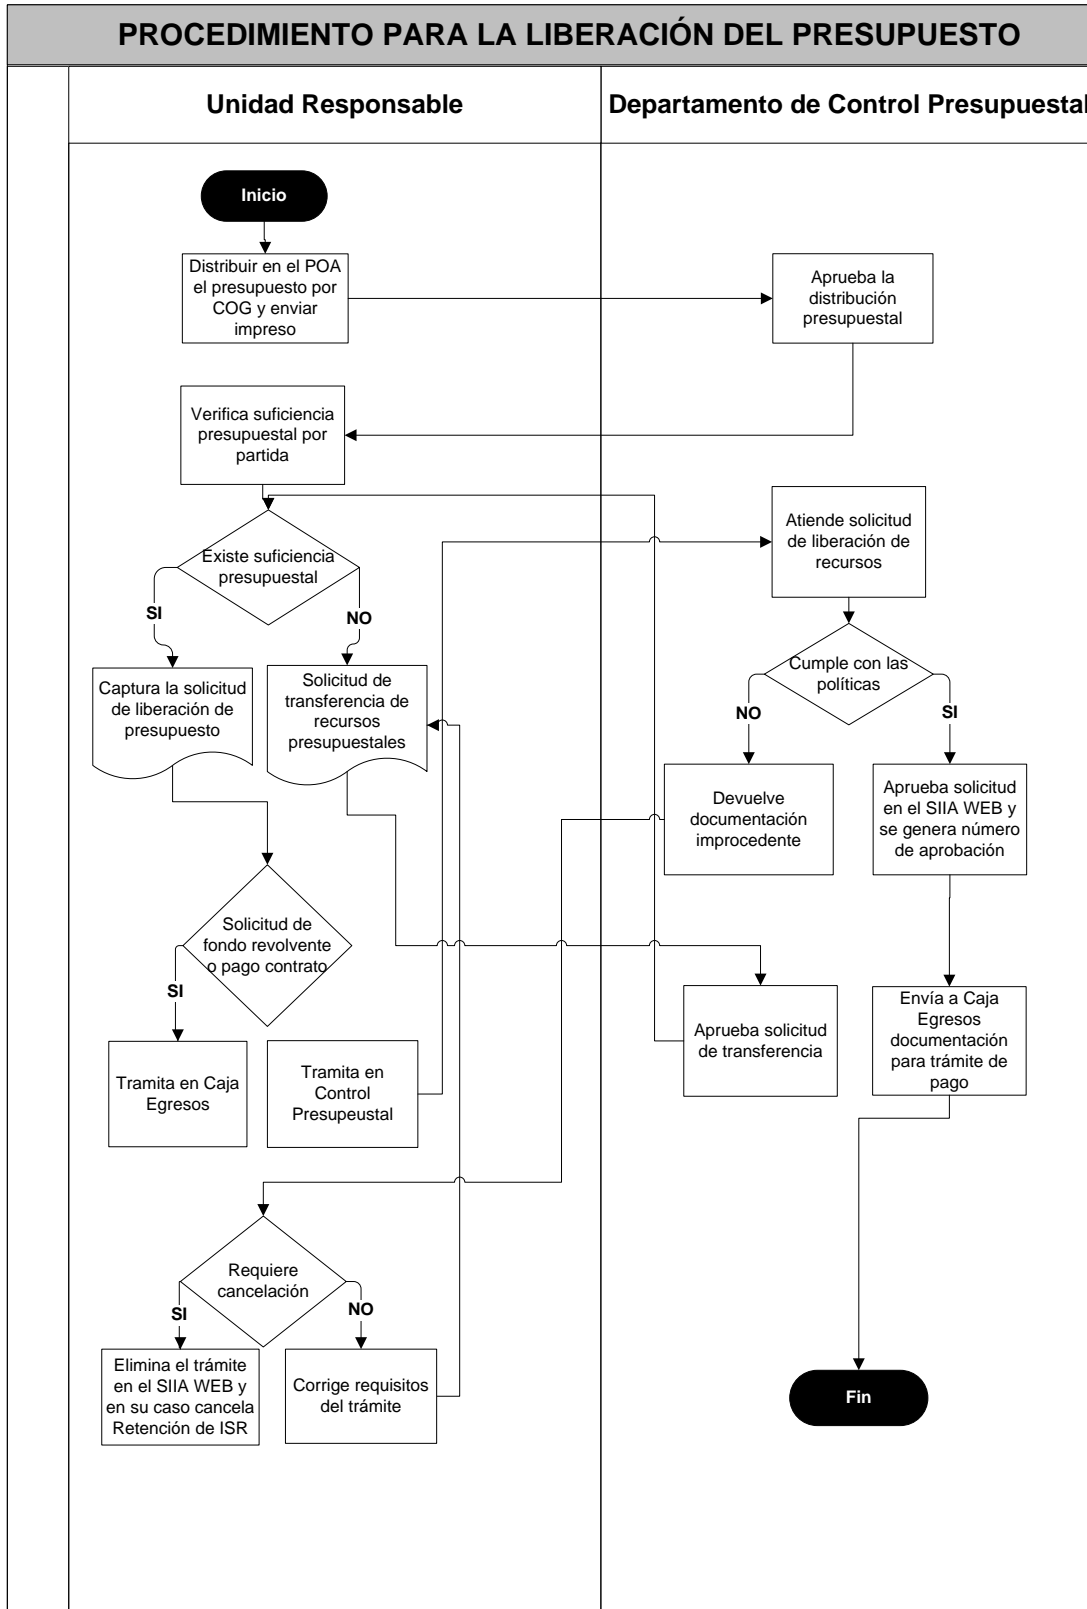 PROCEDIMIENTO PARA LA LIBERACIÓN DEL PRESUPUESTO
Unidad Responsable
Departamento de Control Presupuestal
Inicio
Distribuir en el POA
el presupuesto por
COG y enviar
impreso
Aprueba la
distribución
presupuestal
Verifica suficiencia
presupuestal por
partida
Existe suficiencia
presupuestal
SI
NO
Atiende solicitud
de liberación de
recursos
Cumple con las
políticas
NO
SI
Captura la solicitud
de liberación de
presupuesto
Solicitud de
transferencia de
recursos
presupuestales
Devuelve
documentación
improcedente
Aprueba solicitud
en el SIIA WEB y
se genera número
de aprobación
Solicitud de
fondo revolvente
o pago contrato
SI
Tramita en Caja
Egresos
Tramita en
Control
Presupeustal
Aprueba solicitud
de transferencia
Envía a Caja
Egresos
documentación
para trámite de
pago
Requiere
cancelación
SI
NO
Elimina el trámite
en el SIIA WEB y
en su caso cancela
Retención de ISR
Corrige requisitos
del trámite
Fin